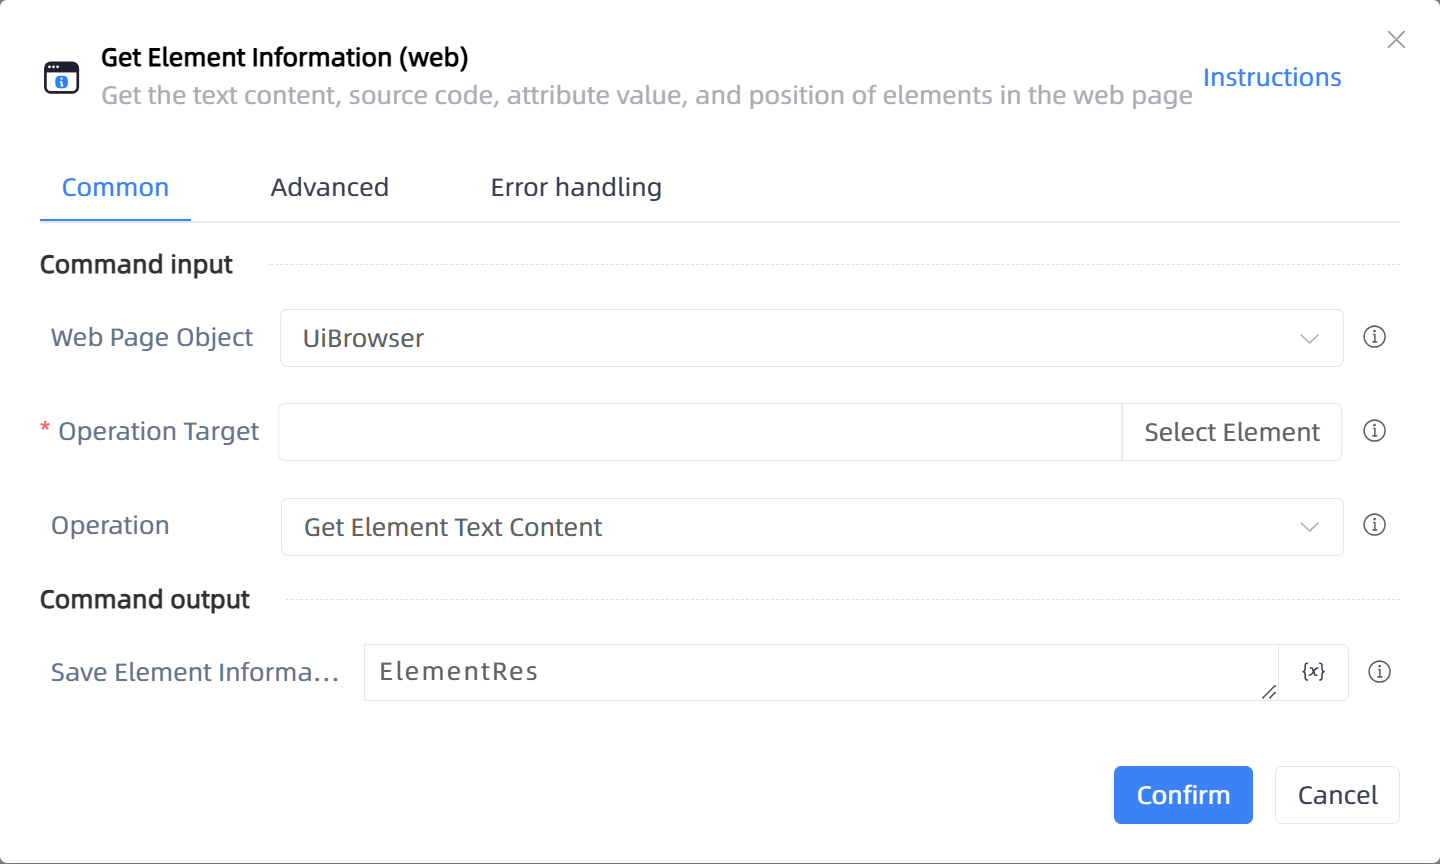 Get Element Information (web)
Get the text content, source code, attribute value, and position of elements in the web page
Instructions
Common
Advanced
Error handling
Command input
Web Page Object
UiBrowser
* Operation Target
Select Element
Operation
Get Element Text Content
Command output
Save Element Informa...
ElementRes
{x}
Confirm
Cancel